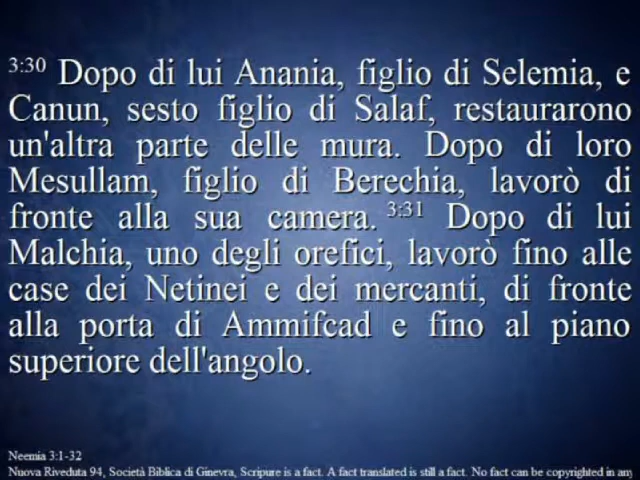 3:30 Dopo di lui Anania, figlio di Selemia, e
Canun, sesto figlio di Salaf, restaurarono
un'altra parte delle mura. Dopo di loro
Mesullam, figlio di Berechia, lavorò di
fronte alla sua camera. 3:31 Dopo di lui
Malchia, uno degli orefici, lavorò fino alle
case dei Netinei e dei mercanti, di fronte
alla porta di Ammifcad e fino al piano
superiore dell'angolo.
Neemia 3:1-32
Nuova Riveduta 94, Società Biblica di Ginevra, Scripure is a fact. A fact translated is still a fact. No fact can be copyrighted in any